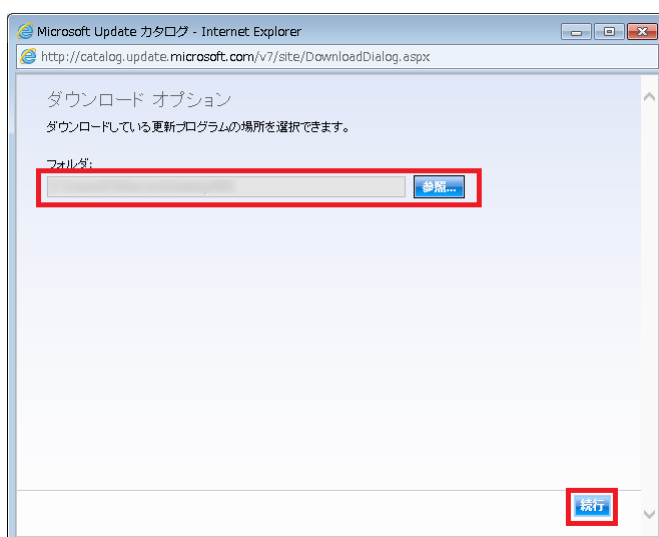 Microsoft Update カタログ - Internet Explorer
http://catalog.update.microsoft.com/v7/site/DownloadDialog.aspx
ダウンロード オプション
ダウンロードしている更新プログラムの場所を選択できます。
フォルダ:
参照...
続行